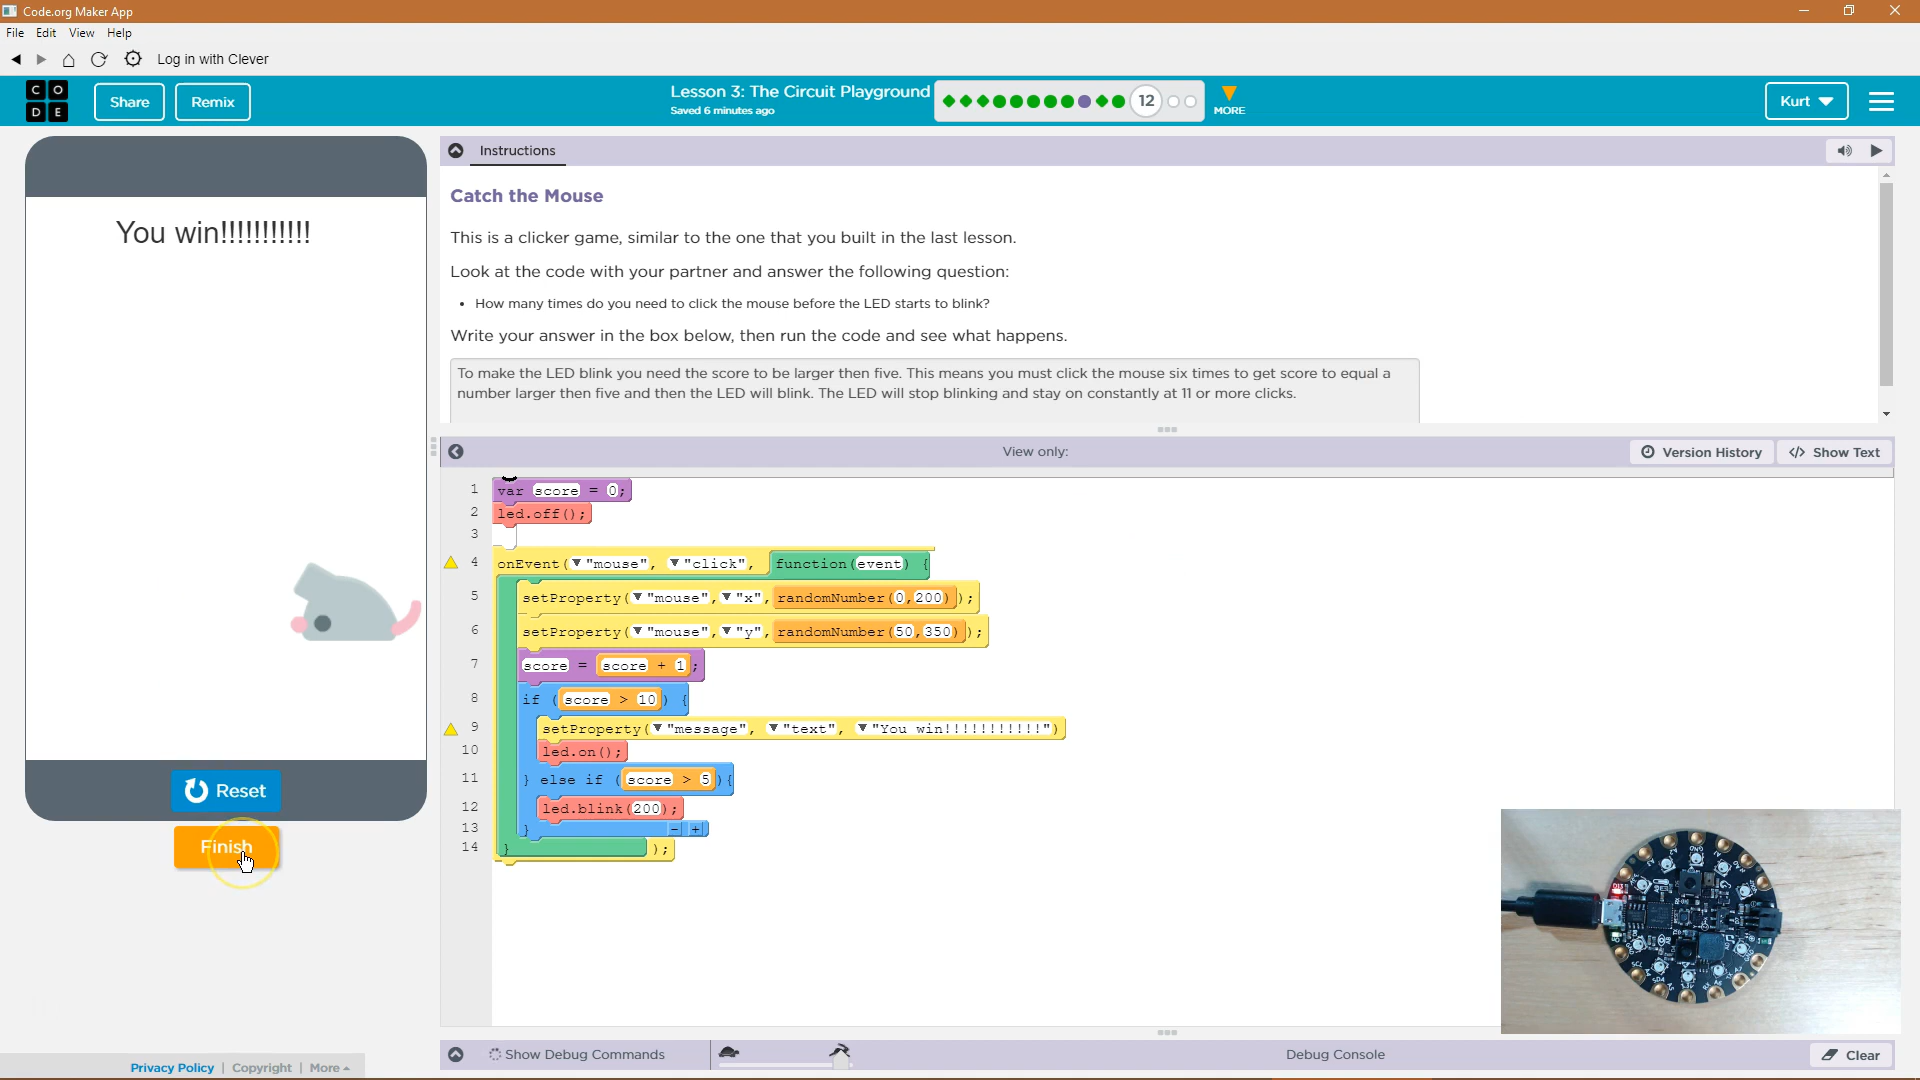 Code.org Maker App
File Edit View Help
Log in with Clever
C O D E
Share
Remix
Lesson 3: The Circuit Playground
Saved 6 minutes ago
12
MORE
Kurt
You win!!!!!!!!!!!
Reset
Finish
Instructions
Catch the Mouse
This is a clicker game, similar to the one that you built in the last lesson.
Look at the code with your partner and answer the following question:
• How many times do you need to click the mouse before the LED starts to blink?
Write your answer in the box below, then run the code and see what happens.
To make the LED blink you need the score to be larger then five. This means you must click the mouse six times to get score to equal a
number larger then five and then the LED will blink. The LED will stop blinking and stay on constantly at 11 or more clicks.
View only:
Version History
</> Show Text
1 var score = 0;
2 led.off();
3
4 onEvent(▼"mouse", ▼"click", function(event) {
5 setProperty(▼"mouse",▼"x", randomNumber(0,200));
6 setProperty(▼"mouse",▼"y", randomNumber(50,350));
7 score = score + 1;
8 if (score > 10) {
9 setProperty(▼"message", ▼"text", ▼"You win!!!!!!!!!!!")
10 led.on();
11 } else if (score > 5){
12 led.blink(200);
13 } - +
14 } );
Show Debug Commands
Debug Console
Clear
Privacy Policy | Copyright | More